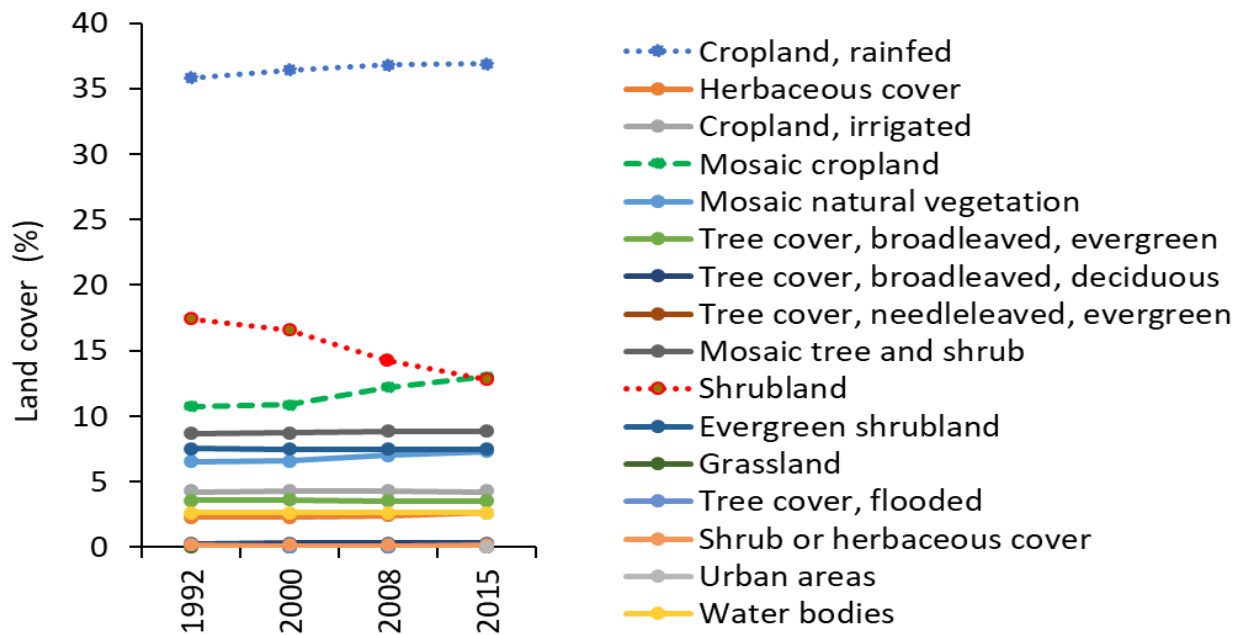 Land cover (%)
40
35
30
25
20
15
10
5
0
1992
2000
2008
2015
Cropland, rainfed
Herbaceous cover
Cropland, irrigated
Mosaic cropland
Mosaic natural vegetation
Tree cover, broadleaved, evergreen
Tree cover, broadleaved, deciduous
Tree cover, needleleaved, evergreen
Mosaic tree and shrub
Shrubland
Evergreen shrubland
Grassland
Tree cover, flooded
Shrub or herbaceous cover
Urban areas
Water bodies